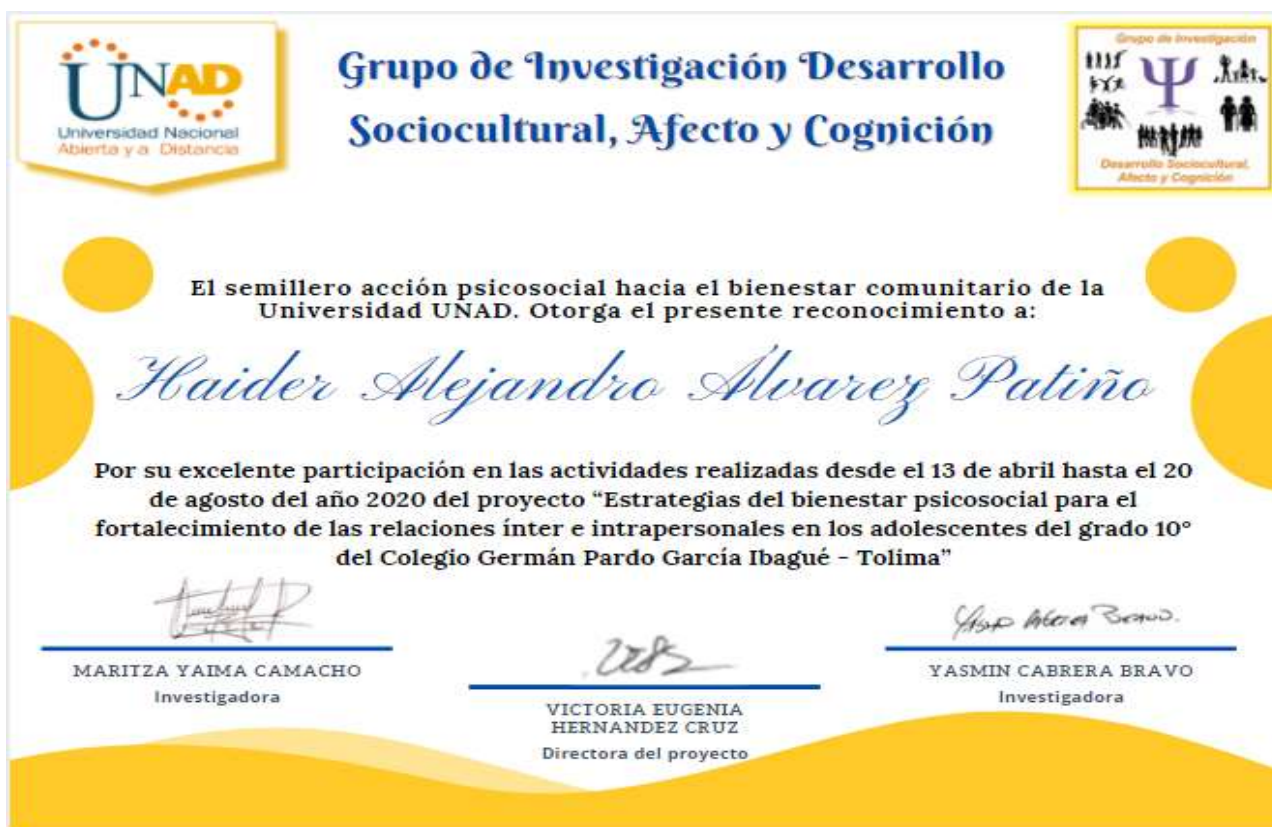 UNAD
Universidad Nacional
Abierta y a Distancia
Grupo de Investigación Desarrollo
Sociocultural, Afecto y Cognición
Grupo de Investigación
Ψ
Desarrollo Sociocultural,
Afecto y Cognición
El semillero acción psicosocial hacia el bienestar comunitario de la
Universidad UNAD. Otorga el presente reconocimiento a:
Haider Alejandro Álvarez Patiño
Por su excelente participación en las actividades realizadas desde el 13 de abril hasta el 20
de agosto del año 2020 del proyecto “Estrategias del bienestar psicosocial para el
fortalecimiento de las relaciones ínter e intrapersonales en los adolescentes del grado 10°
del Colegio Germán Pardo García Ibagué - Tolima”
MARITZA YAIMA CAMACHO
Investigadora
VICTORIA EUGENIA
HERNANDEZ CRUZ
Directora del proyecto
YASMIN CABRERA BRAVO
Investigadora